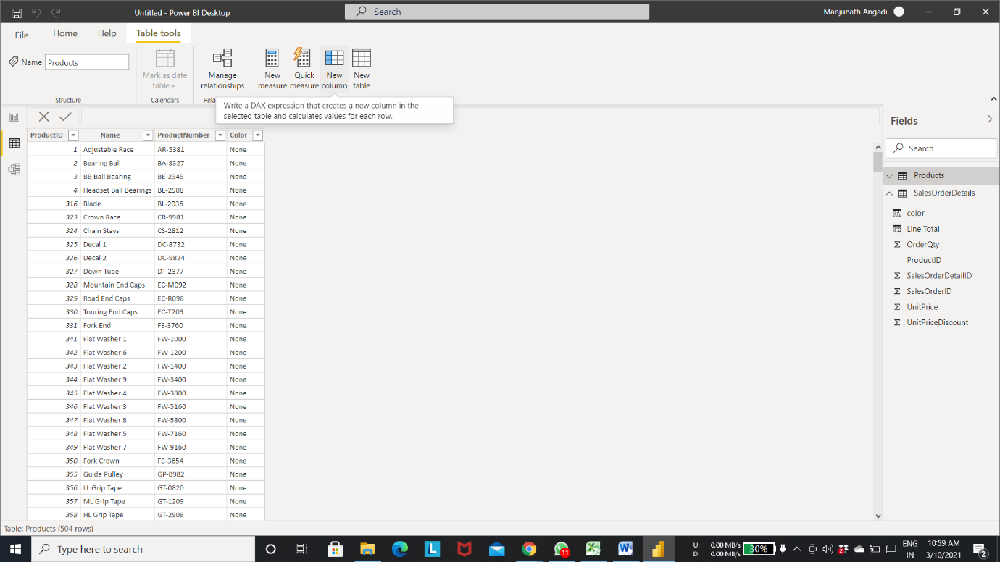 Untitled - Power BI Desktop
Search
Manjunath Angadi
File
Home
Help
Table tools
Name
Products
Mark as date
table
New
measure
Quick
measure
New
column
New
table
Manage
relationships
Structure
Calendars
Rela
Write a DAX expression that creates a new column in the
selected table and calculates values for each row.
ProductID Name ProductNumber Color
1 Adjustable Race AR-5381 None
2 Bearing Ball BA-8327 None
3 BB Ball Bearing BE-2349 None
4 Headset Ball Bearings BE-2908 None
316 Blade BL-2036 None
323 Crown Race CR-9981 None
324 Chain Stays CS-2812 None
325 Decal 1 DC-8732 None
326 Decal 2 DC-9824 None
327 Down Tube DT-2377 None
328 Mountain End Caps EC-M092 None
329 Road End Caps EC-R098 None
330 Touring End Caps EC-T209 None
331 Fork End FE-3760 None
341 Flat Washer 1 FW-1000 None
342 Flat Washer 6 FW-1200 None
343 Flat Washer 2 FW-1400 None
344 Flat Washer 9 FW-3400 None
345 Flat Washer 4 FW-3800 None
346 Flat Washer 3 FW-5160 None
347 Flat Washer 8 FW-5800 None
348 Flat Washer 5 FW-7160 None
349 Flat Washer 7 FW-9160 None
350 Fork Crown FC-3654 None
355 Guide Pulley GP-0982 None
356 LL Grip Tape GT-0820 None
357 ML Grip Tape GT-1209 None
358 HL Grip Tape GT-2908 None
Table: Products (504 rows)
Fields
Search
Products
SalesOrderDetails
color
Line Total
OrderQty
ProductID
SalesOrderDetailID
SalesOrderID
UnitPrice
UnitPriceDiscount
Type here to search
L
11
U: 0.00 MB/s
D: 0.00 MB/s
30%
ENG
IN
10:59 AM
3/10/2021
2